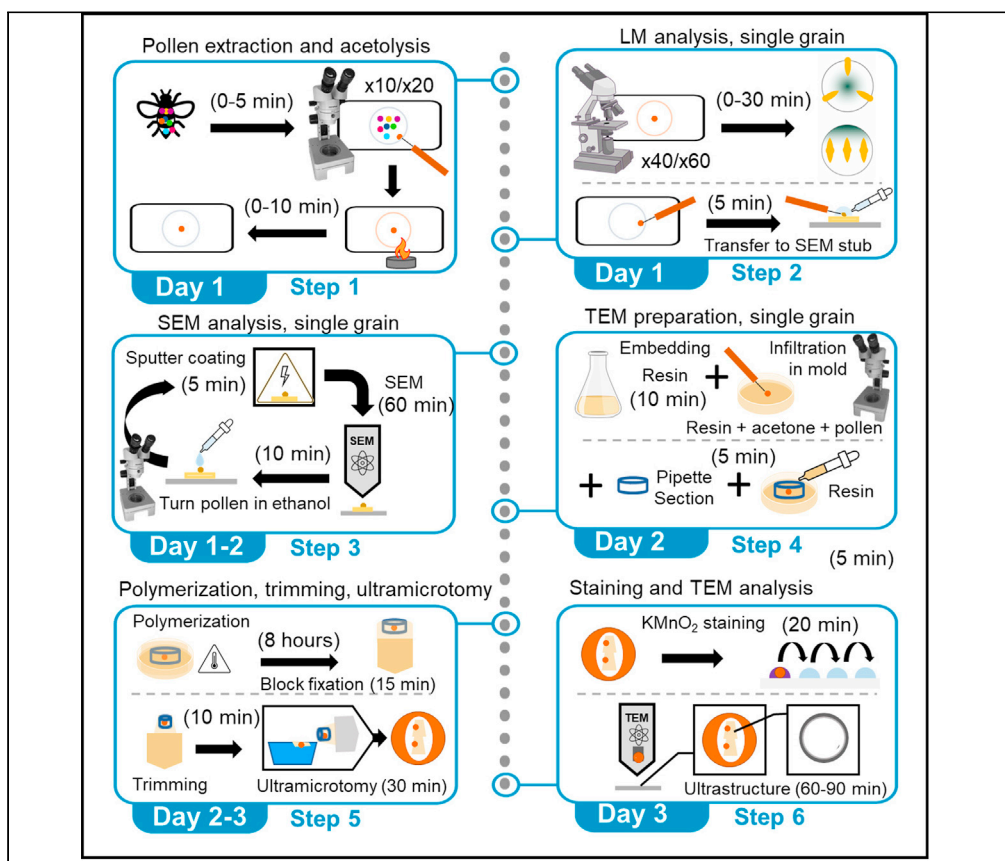 Pollen extraction and acetolysis
(0-5 min)
x10/x20
(0-10 min)
Day 1
Step 1
LM analysis, single grain
(0-30 min)
x40/x60
(5 min)
Transfer to SEM stub
Day 1
Step 2
SEM analysis, single grain
Sputter coating
(5 min)
SEM
(60 min)
SEM
(10 min)
Turn pollen in ethanol
Day 1-2
Step 3
TEM preparation, single grain
Embedding
Resin
(10 min)
+
Infiltration
in mold
Resin + acetone + pollen
(5 min)
+
Pipette
Section
+
Resin
Day 2
Step 4
(5 min)
Polymerization, trimming, ultramicrotomy
Polymerization
(8 hours)
Block fixation (15 min)
(10 min)
Trimming
Ultramicrotomy (30 min)
Day 2-3
Step 5
Staining and TEM analysis
KMnO2 staining
(20 min)
TEM
Ultrastructure (60-90 min)
Day 3
Step 6